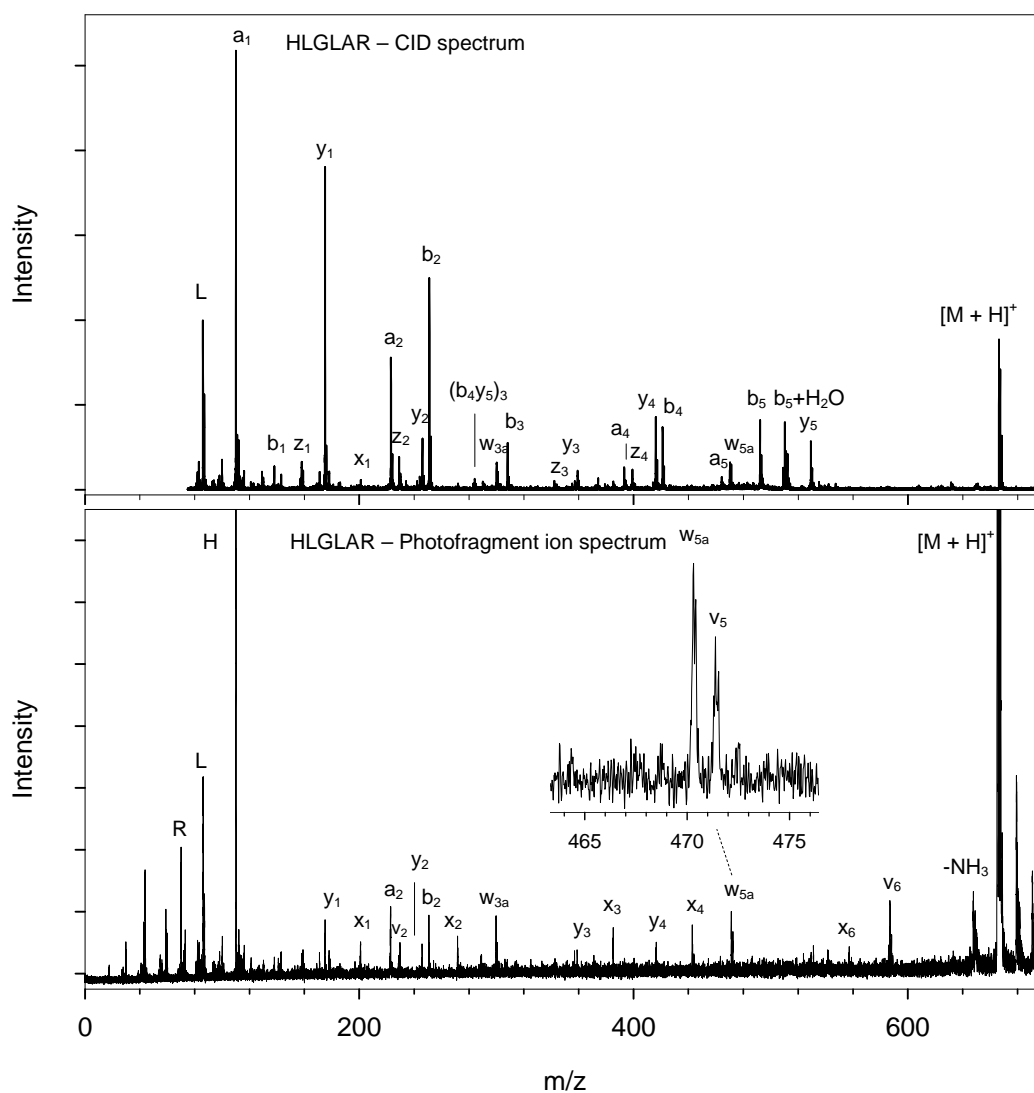 HLGLAR – CID spectrum
Intensity
L
a1
b1
z1
y1
x1
a2
z2
y2
b2
(b4y5)3
w3a
b3
z3
y3
a4
z4
y4
b4
a5
w5a
b5
b5+H2O
y5
[M + H]+
HLGLAR – Photofragment ion spectrum
Intensity
H
R
L
y1
x1
a2
v2
y2
b2
x2
w3a
y3
x3
y4
x4
w5a
w5a
v5
465 470 475
x6
v6
-NH3
[M + H]+
0 200 400 600
m/z